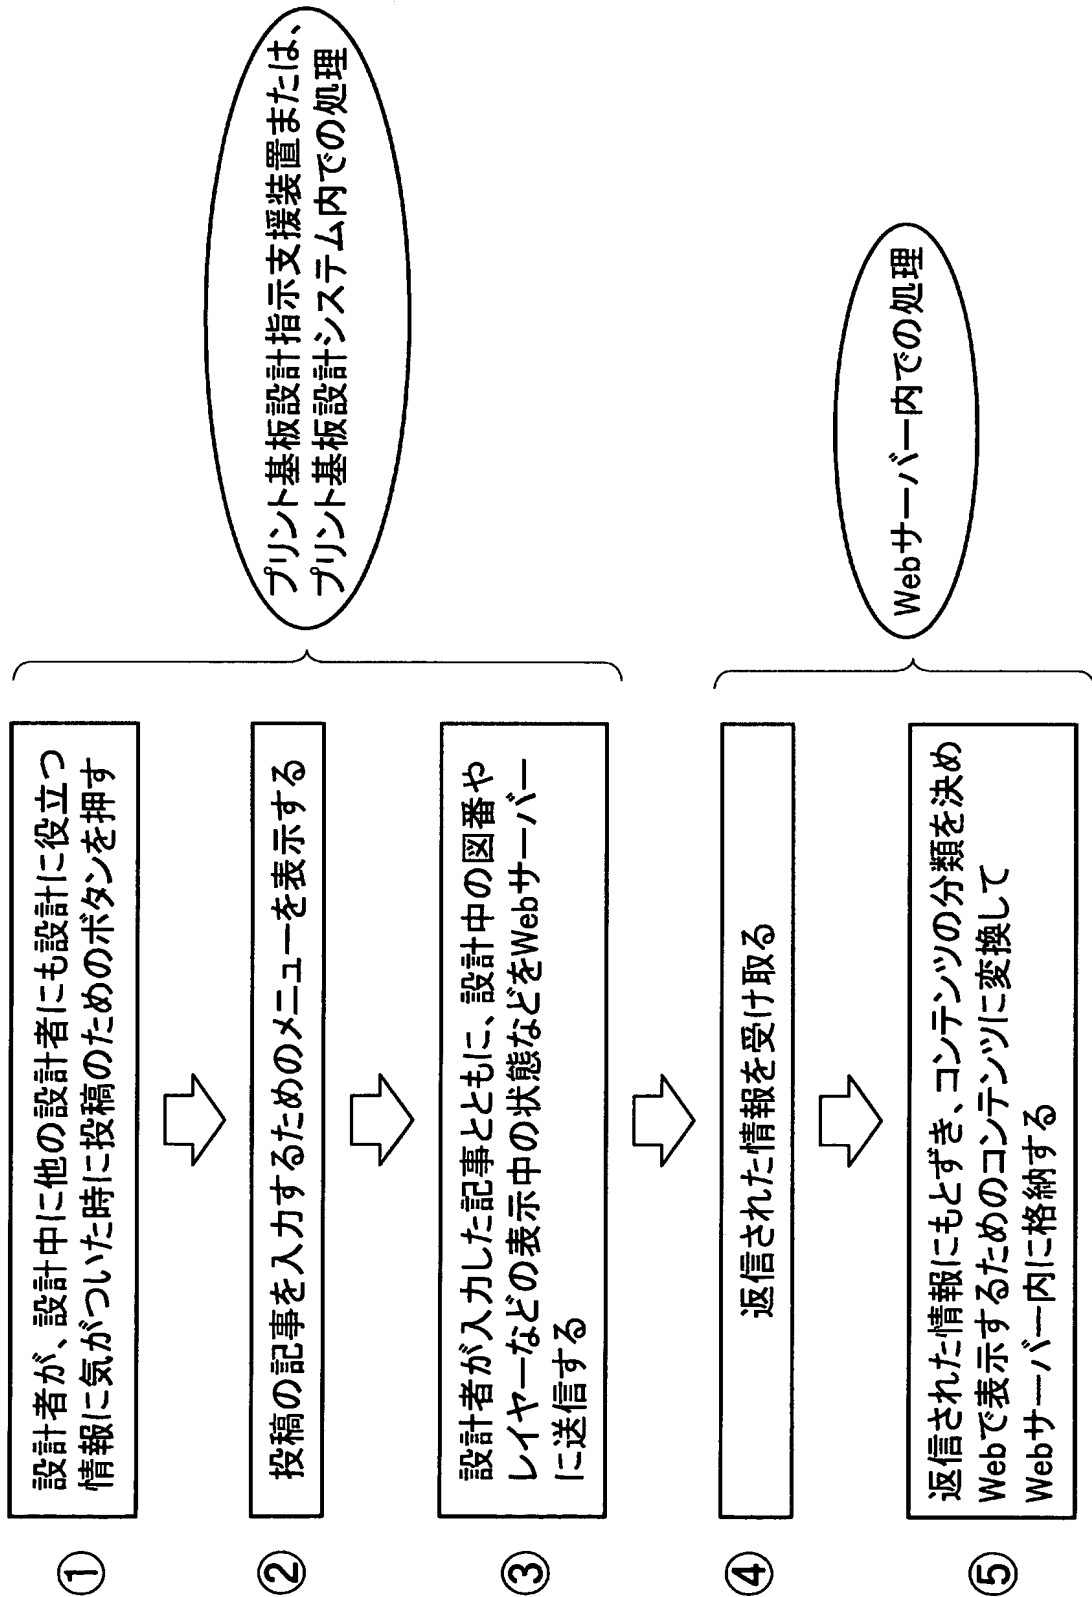 ①
設計者が、設計中に他の設計者にも設計に役立つ
情報に気がついた時に投稿のためのボタンを押す
②
投稿の記事を入力するためのメニューを表示する
③
設計者が入力した記事とともに、設計中の図番や
レイヤーなどの表示中の状態などをWebサーバー
に送信する
プリント基板設計指示支援装置または、
プリント基板設計システム内での処理
④
返信された情報を受け取る
⑤
返信された情報にもとずき、コンテンツの分類を決め
Webで表示するためのコンテンツに変換して
Webサーバー内に格納する
Webサーバー内での処理